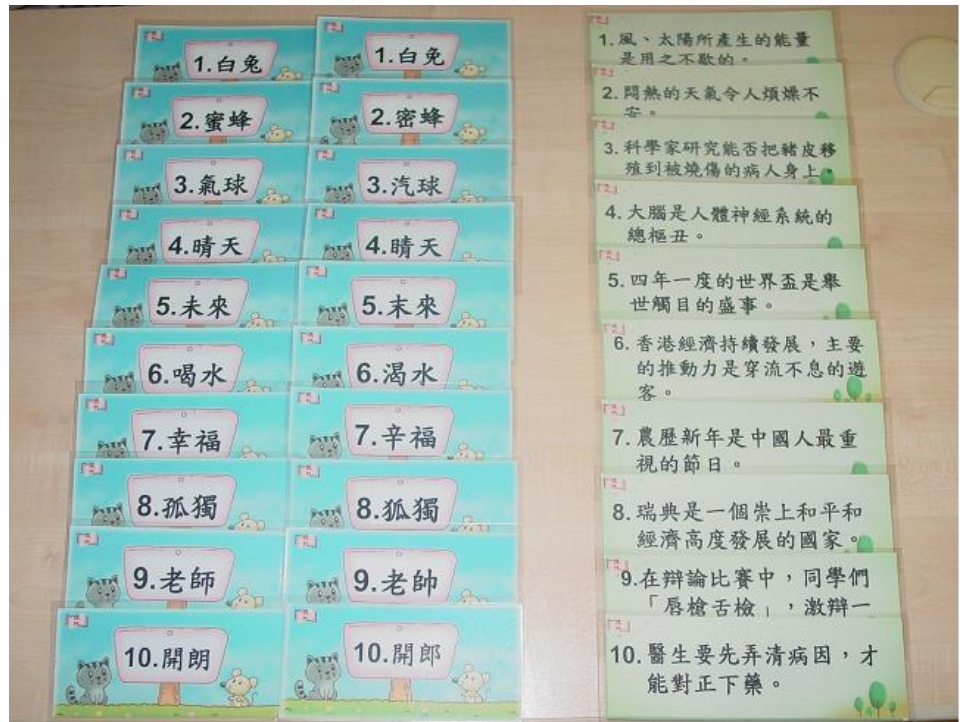 1.白兔
2.蜜蜂
3.氣球
4.晴天
5.未來
6.喝水
7.幸福
8.孤獨
9.老師
10.開朗
1.白免
2.密蜂
3.汽球
4.晴天
5.末來
6.渴水
7.辛福
8.狐獨
9.老帥
10.開郎
1.風、太陽所產生的能量
是用之不歇的。
2.悶熱的天氣令人煩燥不
安。
3.科學家研究能否把豬皮移
殖到被燒傷的病人身上。
4.大腦是人體神經系統的
總樞丑。
5.四年一度的世界盃是舉
世觸目的盛事。
6.香港經濟持續發展,主要
的推動力是穿流不息的遊
客。
7.農歷新年是中國人最重
視的節日。
8.瑞典是一個崇上和平和
經濟高度發展的國家。
9.在辯論比賽中,同學們
「唇槍舌檢」,激辯一
10.醫生要先弄清病因,才
能對正下藥。